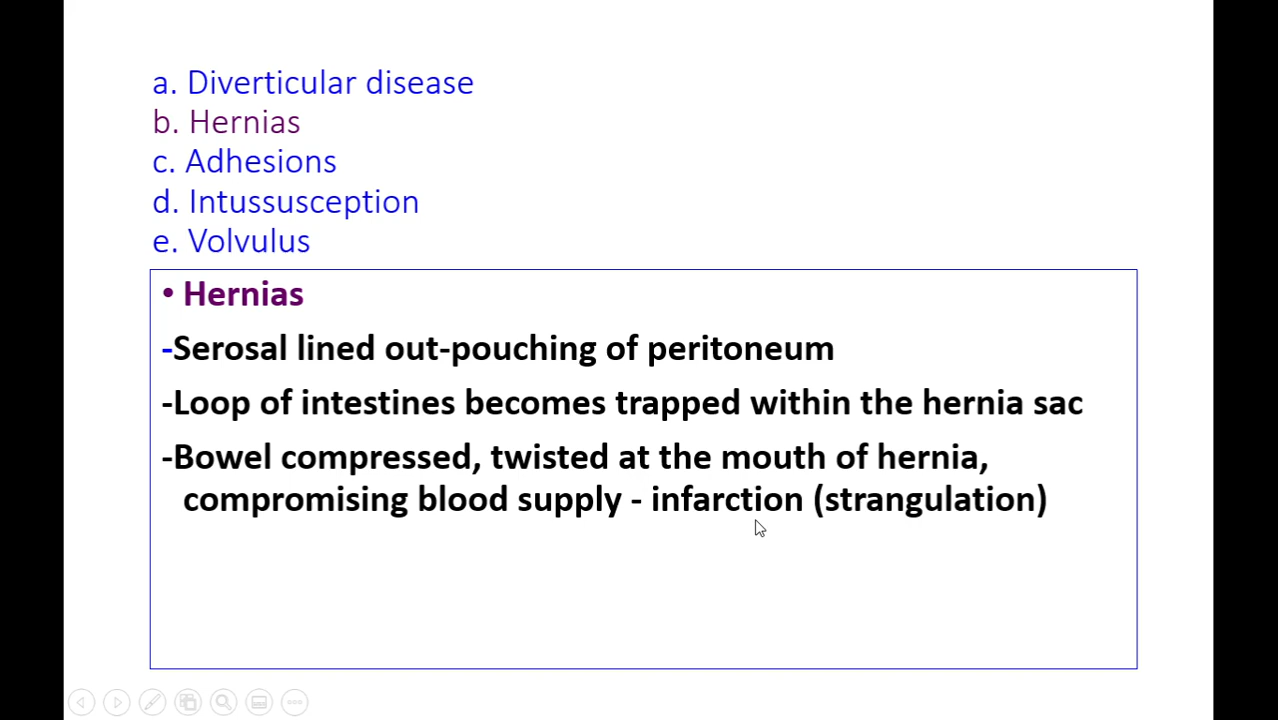 a. Diverticular disease
b. Hernias
c. Adhesions
d. Intussusception
e. Volvulus
• Hernias
-Serosal lined out-pouching of peritoneum
-Loop of intestines becomes trapped within the hernia sac
-Bowel compressed, twisted at the mouth of hernia,
compromising blood supply - infarction (strangulation)